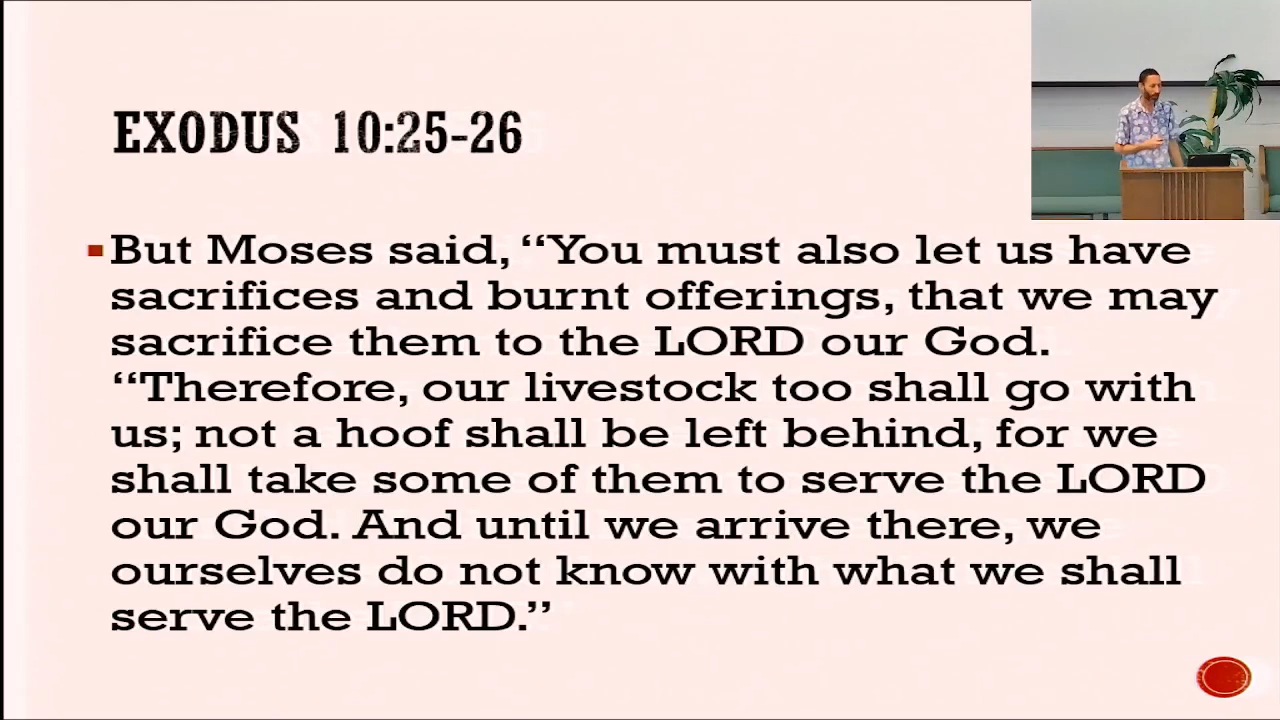 EXODUS 10:25-26
But Moses said, “You must also let us have
sacrifices and burnt offerings, that we may
sacrifice them to the LORD our God.
“Therefore, our livestock too shall go with
us; not a hoof shall be left behind, for we
shall take some of them to serve the LORD
our God. And until we arrive there, we
ourselves do not know with what we shall
serve the LORD.”